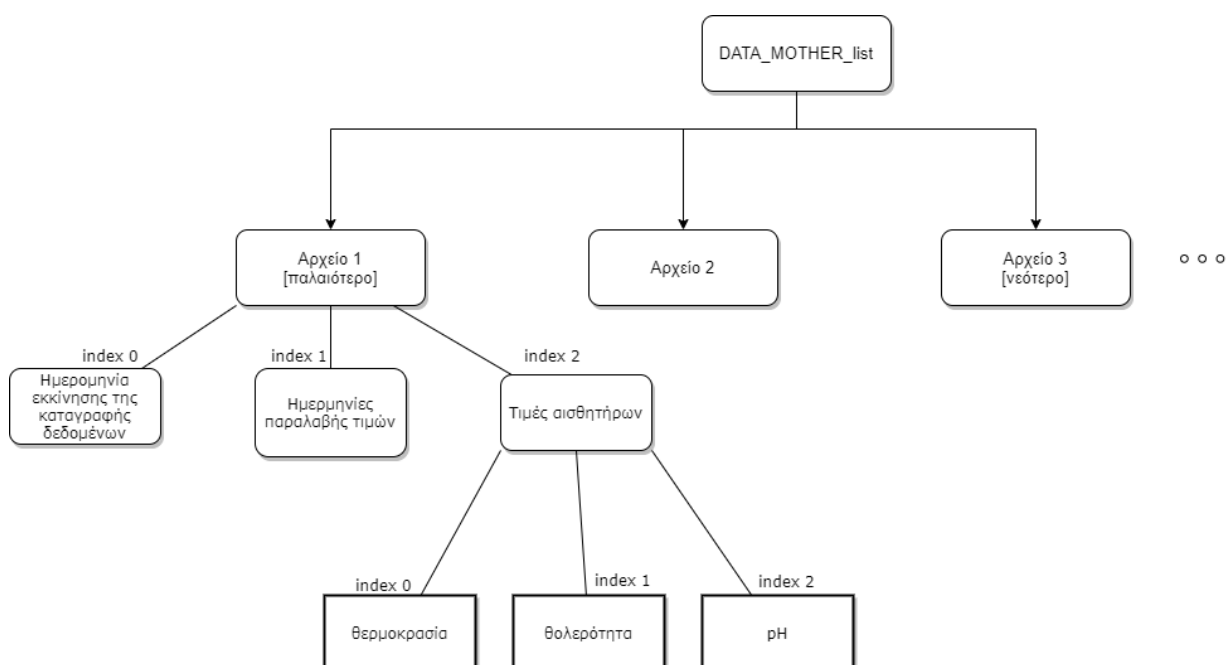 DATA_MOTHER_list
Αρχείο 1
[παλαιότερο]
Αρχείο 2
Αρχείο 3
[νεότερο]
index 0
index 1
index 2
Ημερομηνία
εκκίνησης της
καταγραφής
δεδομένων
Ημερμηνίες
παραλαβής τιμών
Τιμές αισθητήρων
index 0
index 1
index 2
θερμοκρασία
θολερότητα
pH